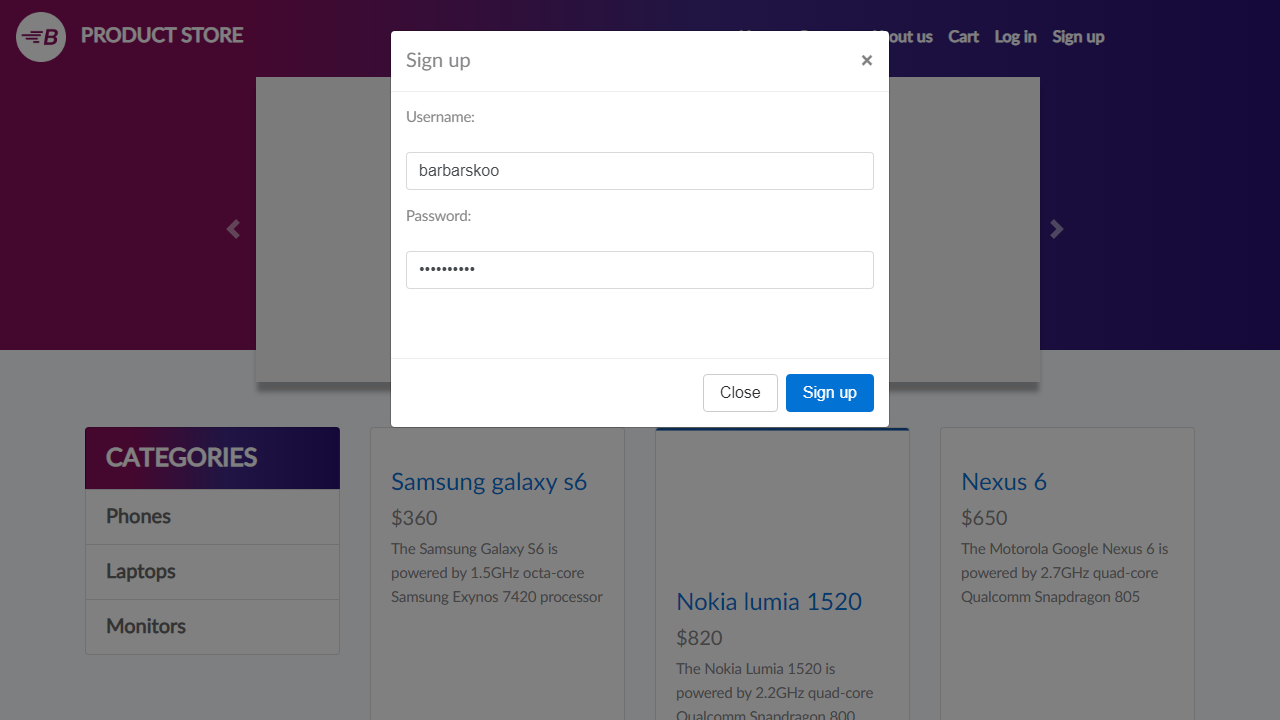 PRODUCT STORE
out us Cart Log in Sign up
Sign up ×
Username:
barbarskoo
Password:
••••••••••
Close Sign up
CATEGORIES
Phones
Laptops
Monitors
Samsung galaxy s6
$360
The Samsung Galaxy S6 is
powered by 1.5GHz octa-core
Samsung Exynos 7420 processor
Nokia lumia 1520
$820
The Nokia Lumia 1520 is
powered by 2.2GHz quad-core
Qualcomm Snapdragon 800
Nexus 6
$650
The Motorola Google Nexus 6 is
powered by 2.7GHz quad-core
Qualcomm Snapdragon 805